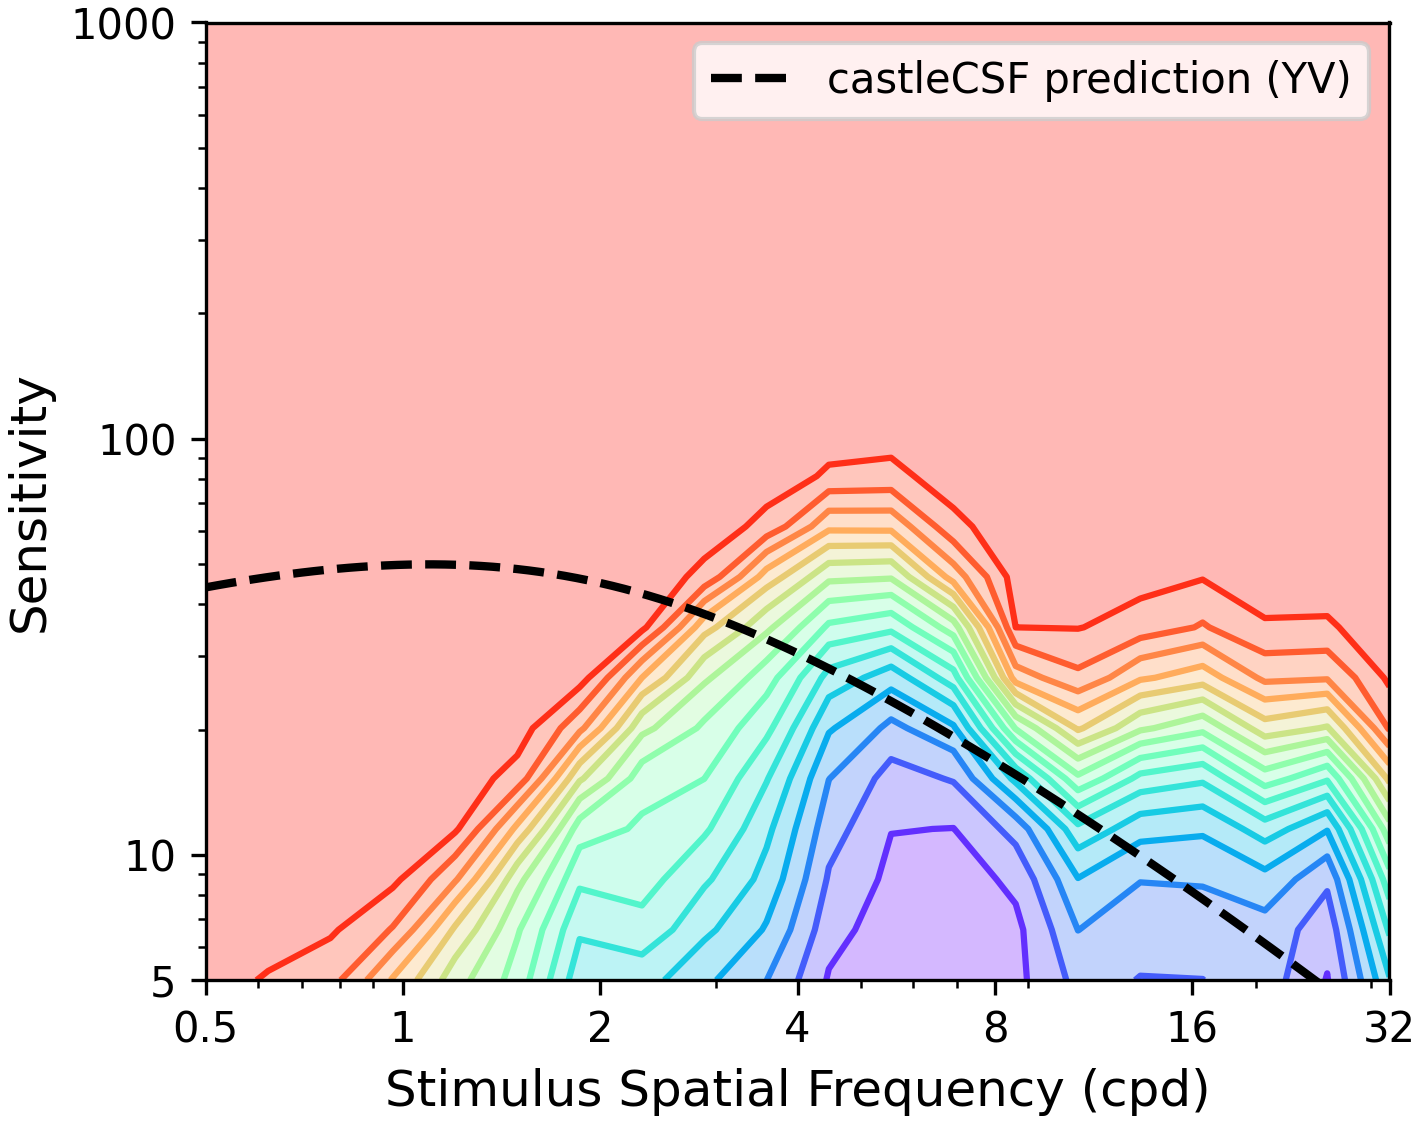 1000
castleCSF prediction (YV)
100
10
5
Sensitivity
0.5 1 2 4 8 16 32
Stimulus Spatial Frequency (cpd)